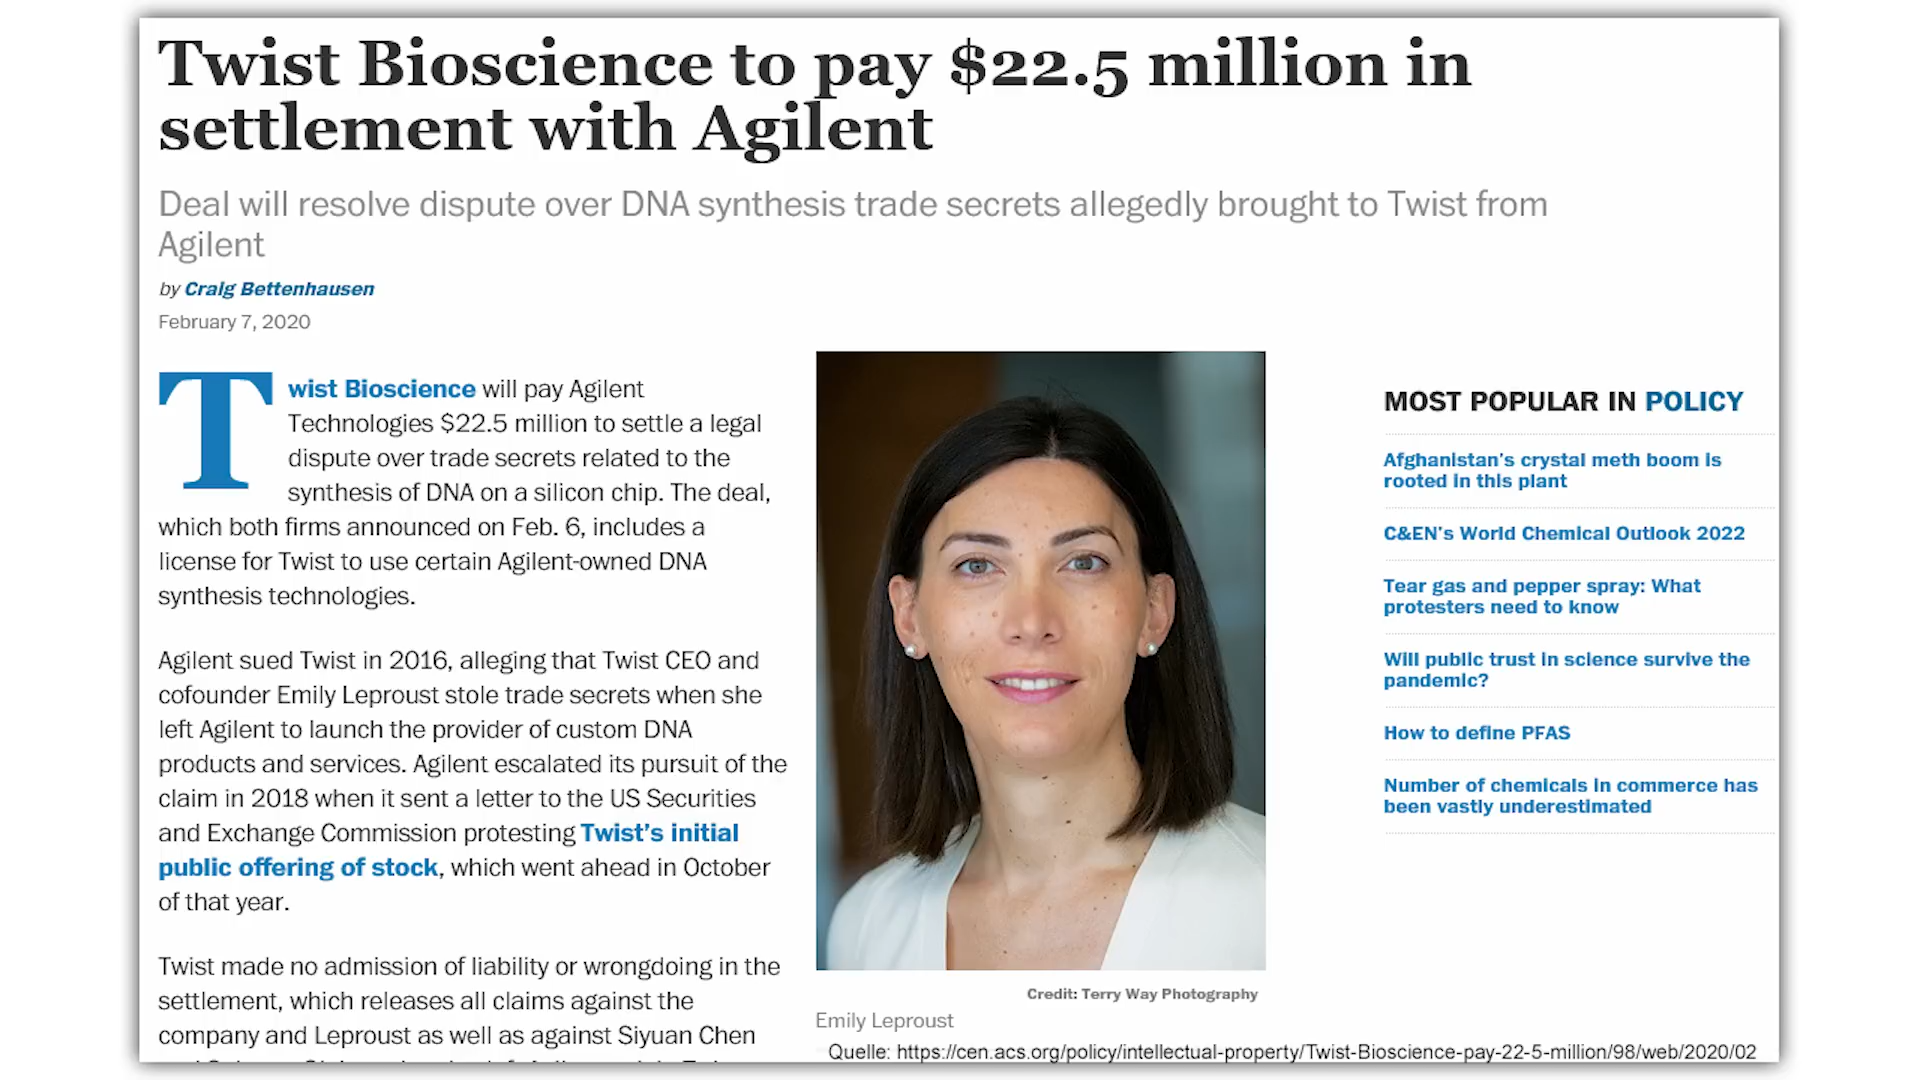 Twist Bioscience to pay $22.5 million in
settlement with Agilent
Deal will resolve dispute over DNA synthesis trade secrets allegedly brought to Twist from
Agilent
by Craig Bettenhausen
February 7, 2020
Twist Bioscience will pay Agilent
Technologies $22.5 million to settle a legal
dispute over trade secrets related to the
synthesis of DNA on a silicon chip. The deal,
which both firms announced on Feb. 6, includes a
license for Twist to use certain Agilent-owned DNA
synthesis technologies.
Agilent sued Twist in 2016, alleging that Twist CEO and
cofounder Emily Leproust stole trade secrets when she
left Agilent to launch the provider of custom DNA
products and services. Agilent escalated its pursuit of the
claim in 2018 when it sent a letter to the US Securities
and Exchange Commission protesting Twist's initial
public offering of stock, which went ahead in October
of that year.
Twist made no admission of liability or wrongdoing in the
settlement, which releases all claims against the
company and Leproust as well as against Siyuan Chen
Credit: Terry Way Photography
Emily Leproust
MOST POPULAR IN POLICY
Afghanistan's crystal meth boom is
rooted in this plant
C&EN's World Chemical Outlook 2022
Tear gas and pepper spray: What
protesters need to know
Will public trust in science survive the
pandemic?
How to define PFAS
Number of chemicals in commerce has
been vastly underestimated
Quelle: https://cen.acs.org/policy/intellectual-property/Twist-Bioscience-pay-22-5-million/98/web/2020/02